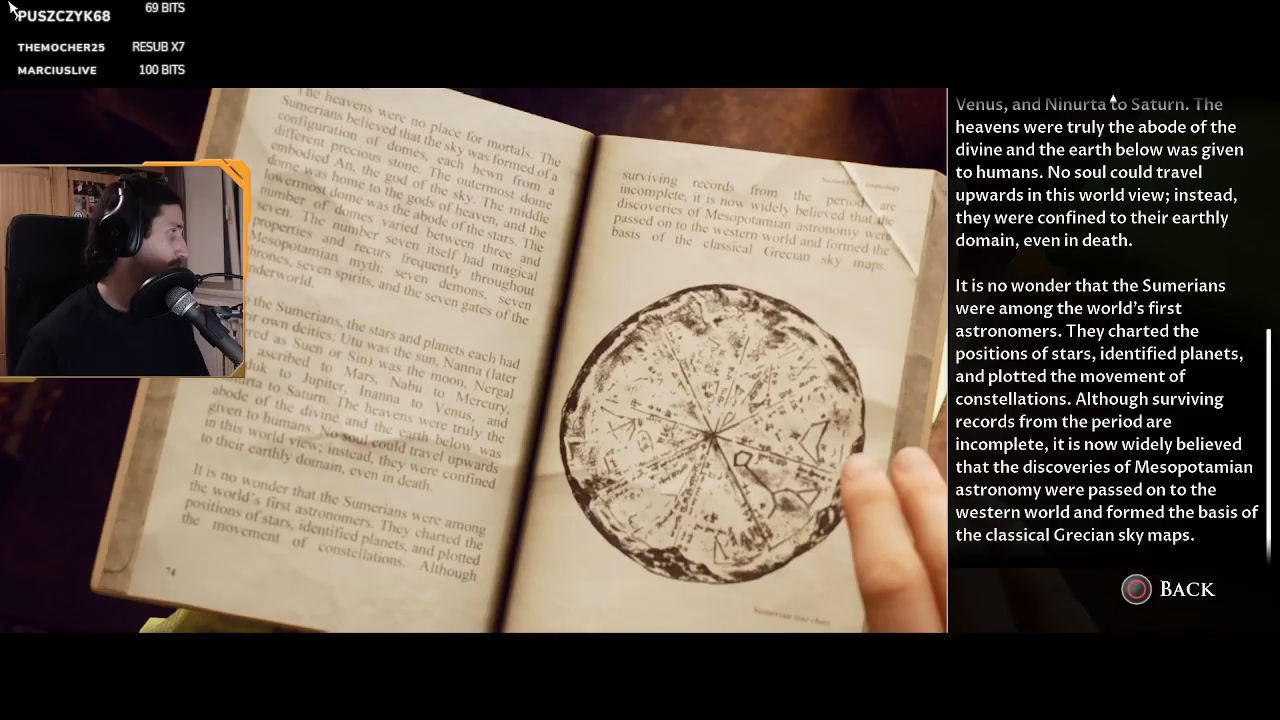 PUSZCZYK68 69 BITS
THEMOCHER25 RESUB X7
MARCIUSLIVE 100 BITS
The heavens were no place for mortals. The
Sumerians believed that the sky was formed of a
configuration of domes, each hewn from a
different precious stone. The outermost dome
embodied An, the god of the sky. The middle
dome was home to the gods of heaven, and the
lowermost dome was the abode of the stars. The
number of domes varied between three and
seven. The number seven itself had magical
properties and recurs frequently throughout
Mesopotamian myth: seven demons, seven
hrones, seven spirits, and the seven gates of the
nderworld.
the Sumerians, the stars and planets each had
ir own deities: Utu was the sun, Nanna (later
rred as Suen or Sin) was the moon, Nergal
ascribed to Mars, Nabu to Mercury,
duk to Jupiter, Inanna to Venus, and
urta to Saturn. The heavens were truly the
abode of the divine and the earth below was
given to humans. No soul could travel upwards
in this world view; instead, they were confined
to their earthly domain, even in death.
It is no wonder that the Sumerians were among
the world's first astronomers. They charted the
positions of stars, identified planets, and plotted
the movement of constellations. Although
74
Sumerian Cosmology
surviving records from the period are
incomplete, it is now widely believed that the
discoveries of Mesopotamian astronomy were
passed on to the western world and formed the
basis of the classical Grecian sky maps.
Sumerian star chart
Venus, and Ninurta to Saturn. The
heavens were truly the abode of the
divine and the earth below was given
to humans. No soul could travel
upwards in this world view; instead,
they were confined to their earthly
domain, even in death.
It is no wonder that the Sumerians
were among the world's first
astronomers. They charted the
positions of stars, identified planets,
and plotted the movement of
constellations. Although surviving
records from the period are
incomplete, it is now widely believed
that the discoveries of Mesopotamian
astronomy were passed on to the
western world and formed the basis of
the classical Grecian sky maps.
BACK